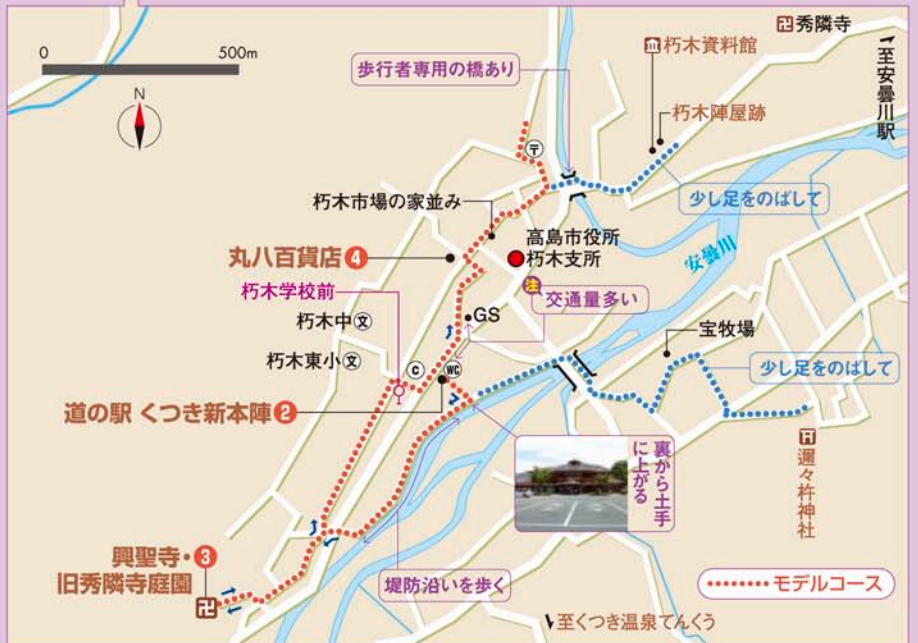 0 500m
N
卍秀隣寺
朽木資料館
至安曇川駅
歩行者専用の橋あり
朽木陣屋跡
〒
少し足をのばして
朽木市場の家並み
高島市役所
朽木支所
安曇川
丸八百貨店 4
注 交通量多い
朽木学校前
GS
朽木中 文
宝牧場
朽木東小 文
C
WC
少し足をのばして
道の駅 くつき新本陣 2
裏から土手
に上がる
邇々杵神社
興聖寺・ 3
旧秀隣寺庭園
卍
堤防沿いを歩く
モデルコース
至くつき温泉てんくう